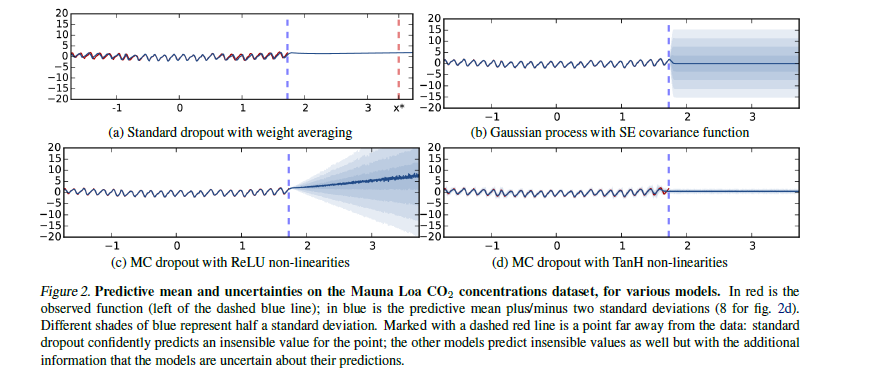 20
15
10
5
0
−5
−10
−15
−20
-1 0 1 2 3 x*
(a) Standard dropout with weight averaging
20
15
10
5
0
−5
−10
−15
−20
−1 0 1 2 3
(b) Gaussian process with SE covariance function
20
15
10
5
0
−5
−10
−15
−20
−1 0 1 2 3
(c) MC dropout with ReLU non-linearities
20
15
10
5
0
−5
−10
−15
−20
−1 0 1 2 3
(d) MC dropout with TanH non-linearities
Figure 2. Predictive mean and uncertainties on the Mauna Loa CO₂ concentrations dataset, for various models. In red is the
observed function (left of the dashed blue line); in blue is the predictive mean plus/minus two standard deviations (8 for fig. 2d).
Different shades of blue represent half a standard deviation. Marked with a dashed red line is a point far away from the data: standard
dropout confidently predicts an insensible value for the point; the other models predict insensible values as well but with the additional
information that the models are uncertain about their predictions.